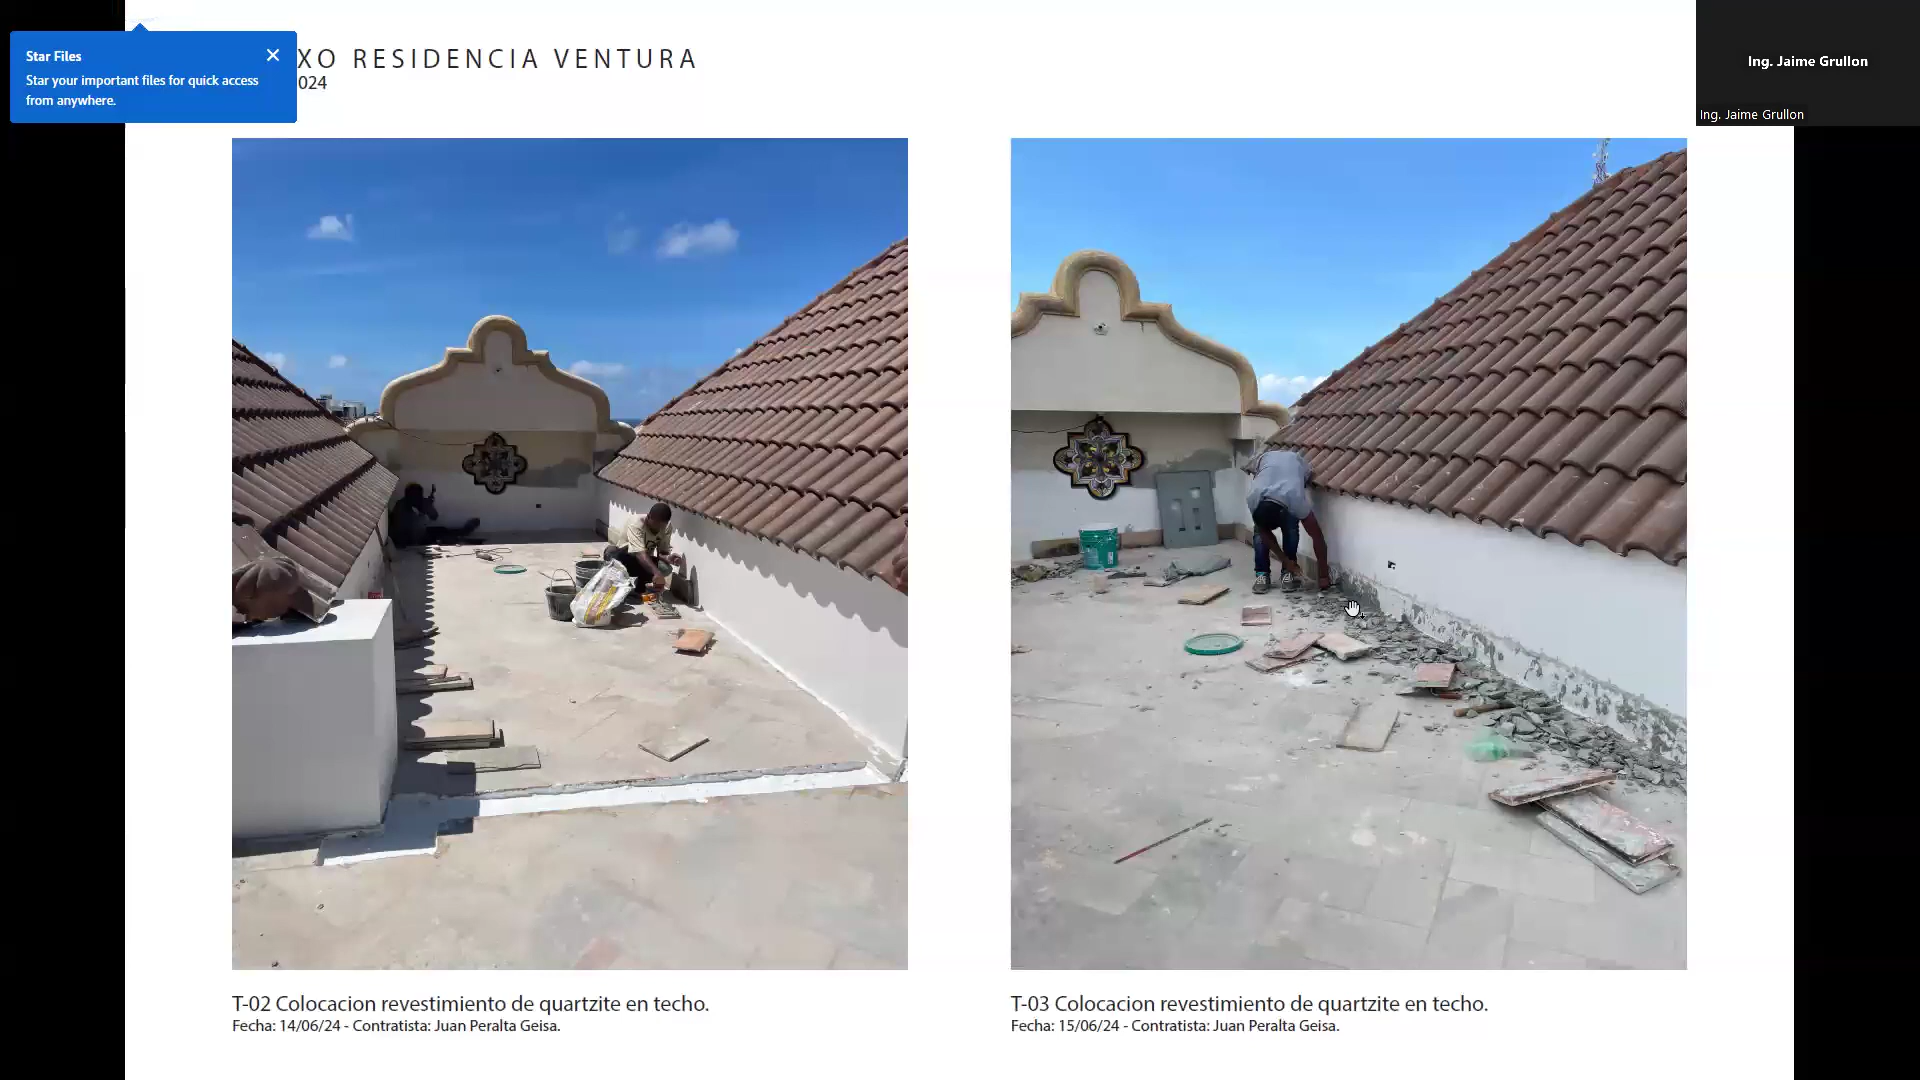 Star Files
Star your important files for quick access
from anywhere.
XO RESIDENCIA VENTURA
024
Ing. Jaime Grullon
Ing. Jaime Grullon
T-02 Colocacion revestimiento de quartzite en techo.
Fecha: 14/06/24 - Contratista: Juan Peralta Geisa.
T-03 Colocacion revestimiento de quartzite en techo.
Fecha: 15/06/24 - Contratista: Juan Peralta Geisa.